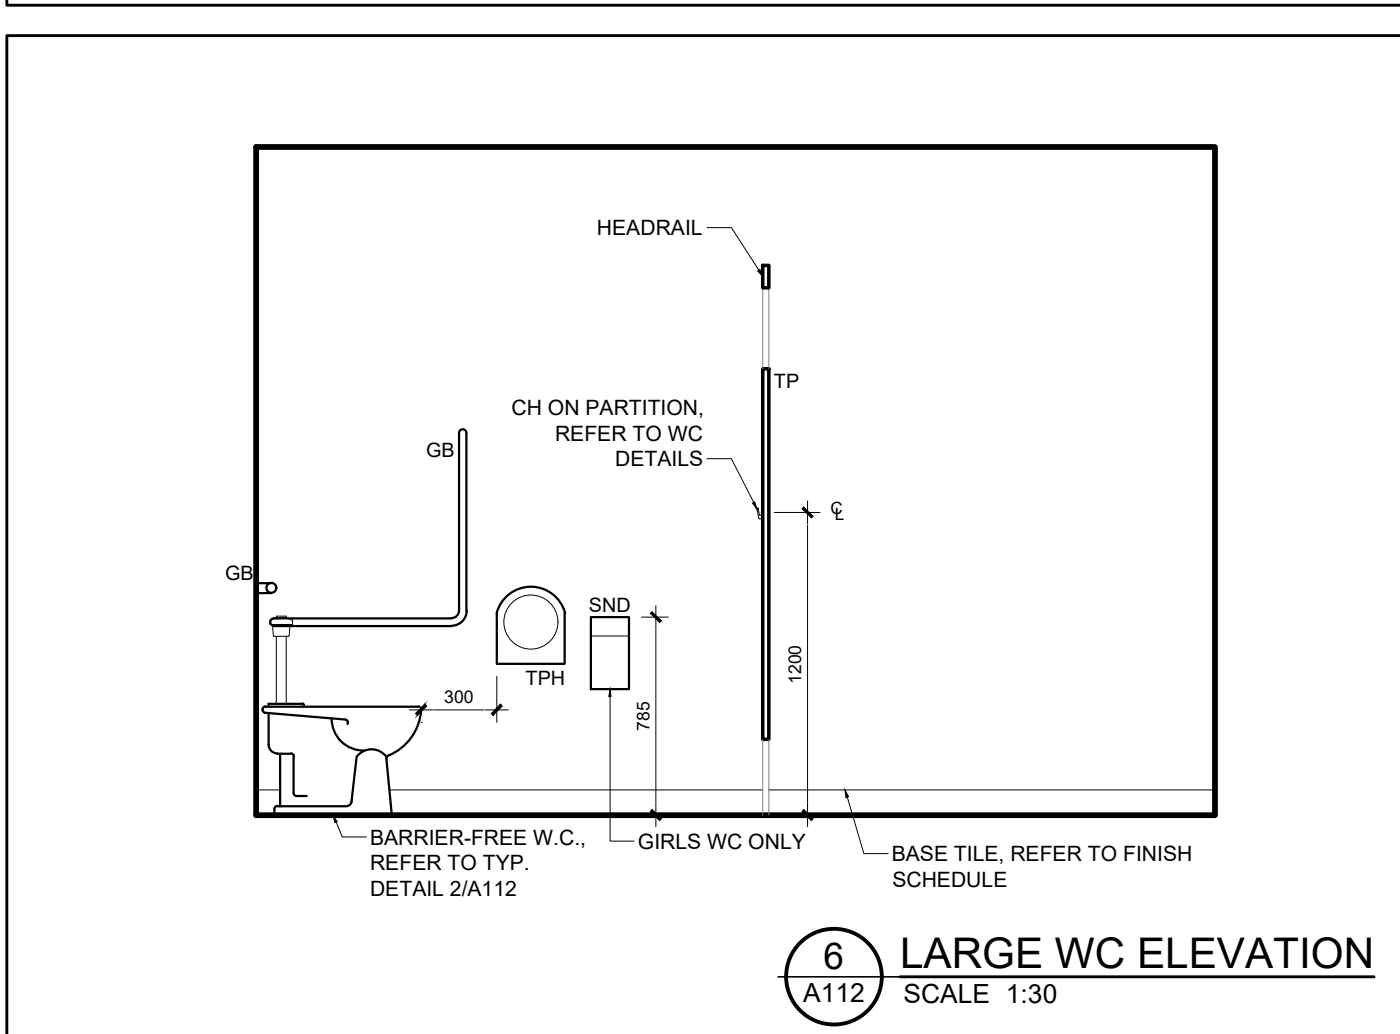 HEADRAIL
TP
CH ON PARTITION,
REFER TO WC
DETAILS
GB
℄
GB
SND
TPH
1200
300
785
BARRIER-FREE W.C.,
REFER TO TYP.
DETAIL 2/A112
GIRLS WC ONLY
BASE TILE, REFER TO FINISH
SCHEDULE
6
A112
LARGE WC ELEVATION
SCALE 1:30